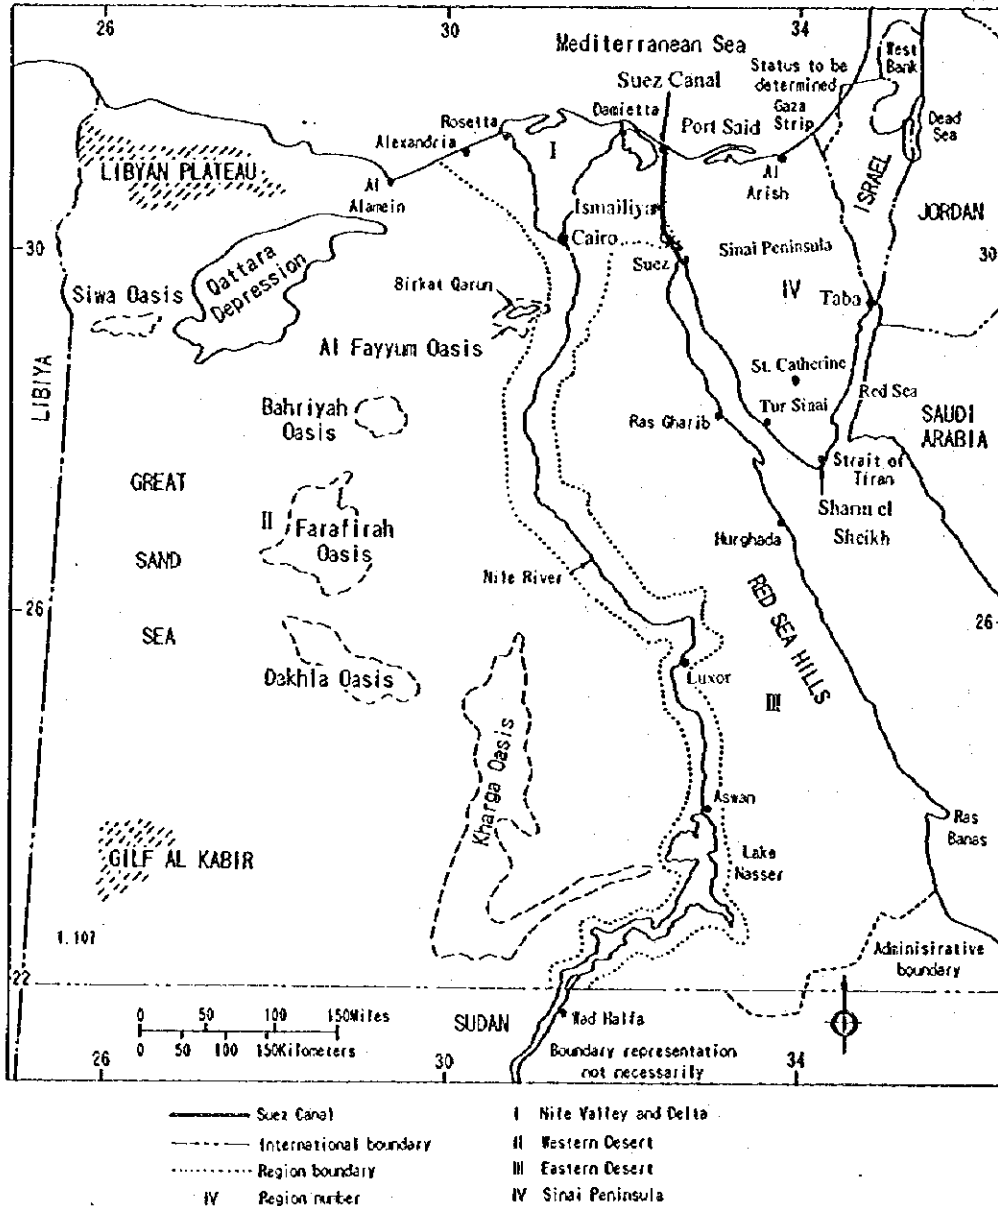 26
30
34
Mediterranean Sea
Suez Canal
Status to be
determined
Gaza
Strip
West
Bank
Dead
Sea
Rosetta
Damietta
Port Said
Alexandria
I
LIBYAN PLATEAU
Al
Alamein
Al
Arish
ISRAEL
JORDAN
Ismailiya
30
Cairo
Sinai Peninsula
30
Suez
Qattara
Depression
Siwa Oasis
Birkat Qarun
IV
Taba
Al Fayyum Oasis
LIBIYA
St. Catherine
Red Sea
Bahriyah
Oasis
Ras Gharib
Tur Sinai
SAUDI
ARABIA
Strait of
Tiran
GREAT
Sharm el
Sheikh
II
Farafirah
Oasis
Hurghada
SAND
Nile River
26
RED SEA HILLS
26
SEA
Dakhla Oasis
Luxor
III
Kharga Oasis
Aswan
Ras
Banas
GILF AL KABIR
Lake
Nasser
1.107
Administrative
boundary
22
0 50 100 150Miles
0 50 100 150Kilometers
SUDAN
Wad Halfa
Boundary representation
not necessarily
26
30
34
Suez Canal
International boundary
Region boundary
IV Region number
I Nile Valley and Delta
II Western Desert
III Eastern Desert
IV Sinai Peninsula